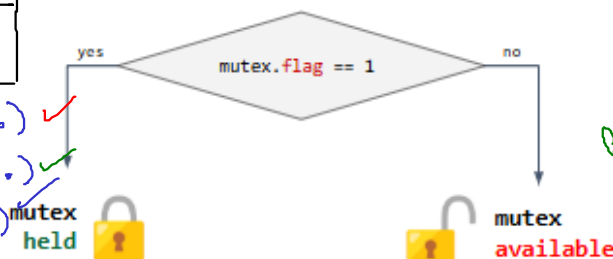 yes
mutex.flag == 1
no
mutex
held
mutex
available